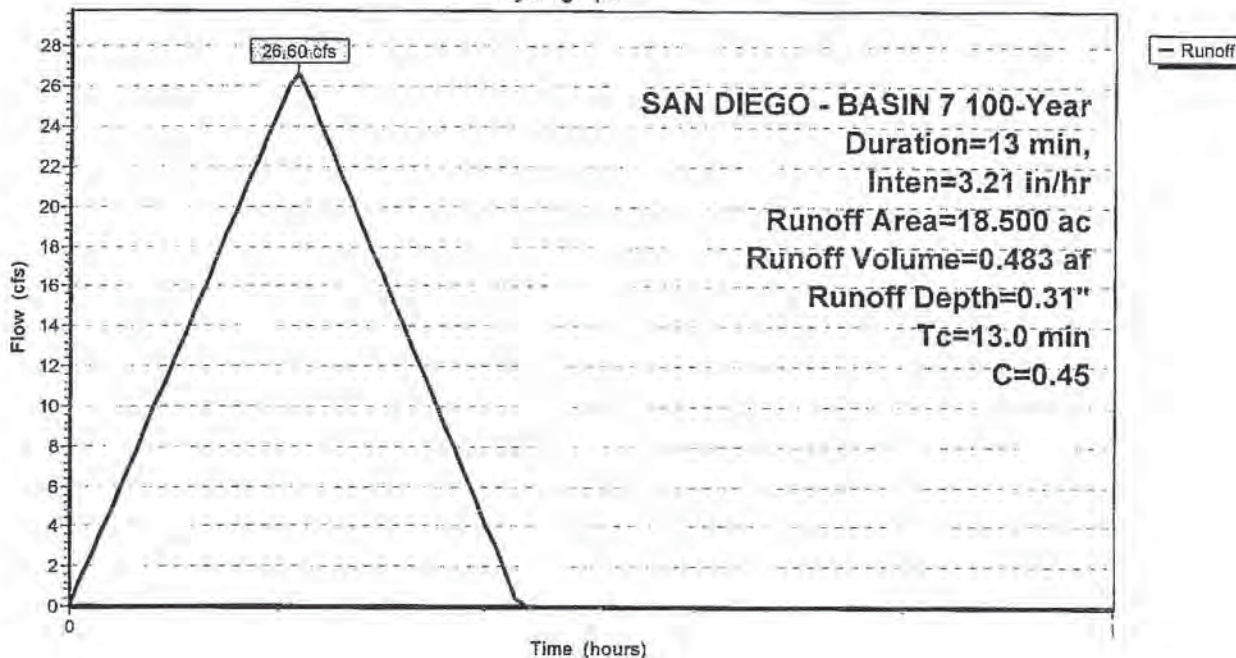 28
26
24
22
20
18
16
14
12
10
8
6
4
2
0
Flow (cfs)
26.60 cfs
Runoff
SAN DIEGO - BASIN 7 100-Year
Duration=13 min,
Inten=3.21 in/hr
Runoff Area=18.500 ac
Runoff Volume=0.483 af
Runoff Depth=0.31"
Tc=13.0 min
C=0.45
0
1
Time (hours)